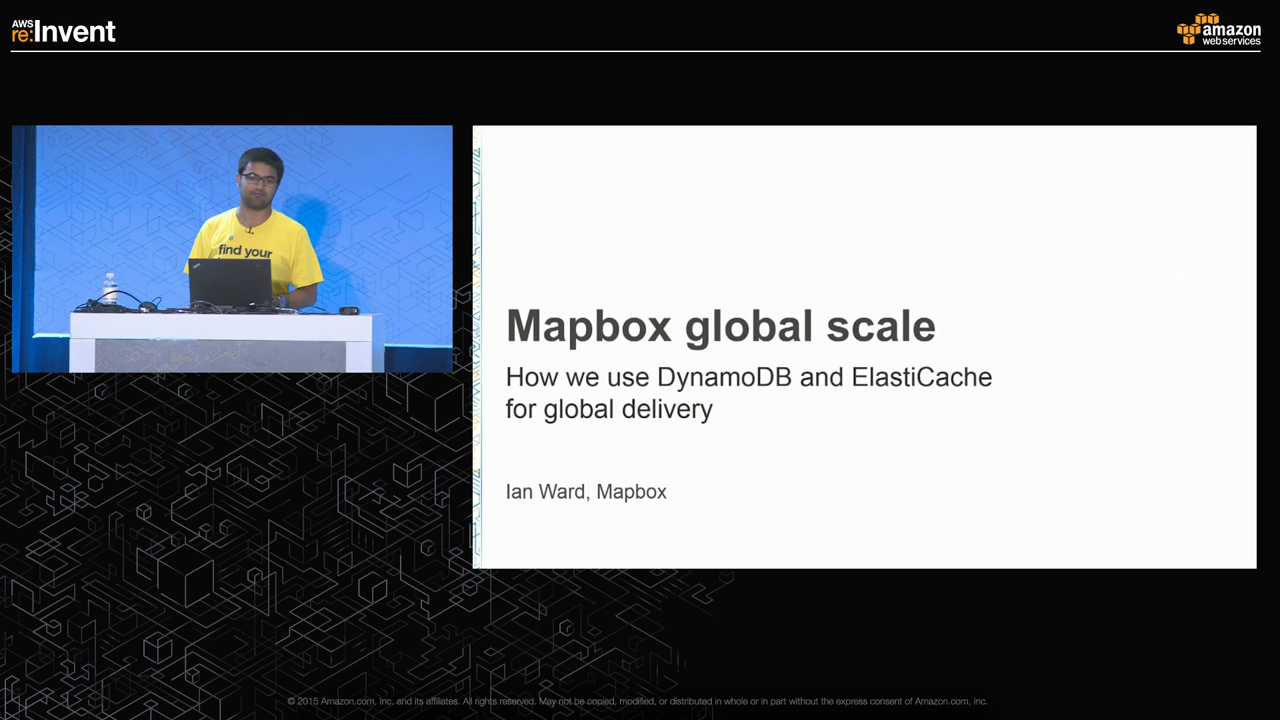 AWS
re:Invent
amazon
web services
find your
Mapbox global scale
How we use DynamoDB and ElastiCache
for global delivery
Ian Ward, Mapbox
© 2015 Amazon.com, Inc. and its affiliates. All rights reserved. May not be copied, modified, or distributed in whole or in part without the express consent of Amazon.com, Inc.